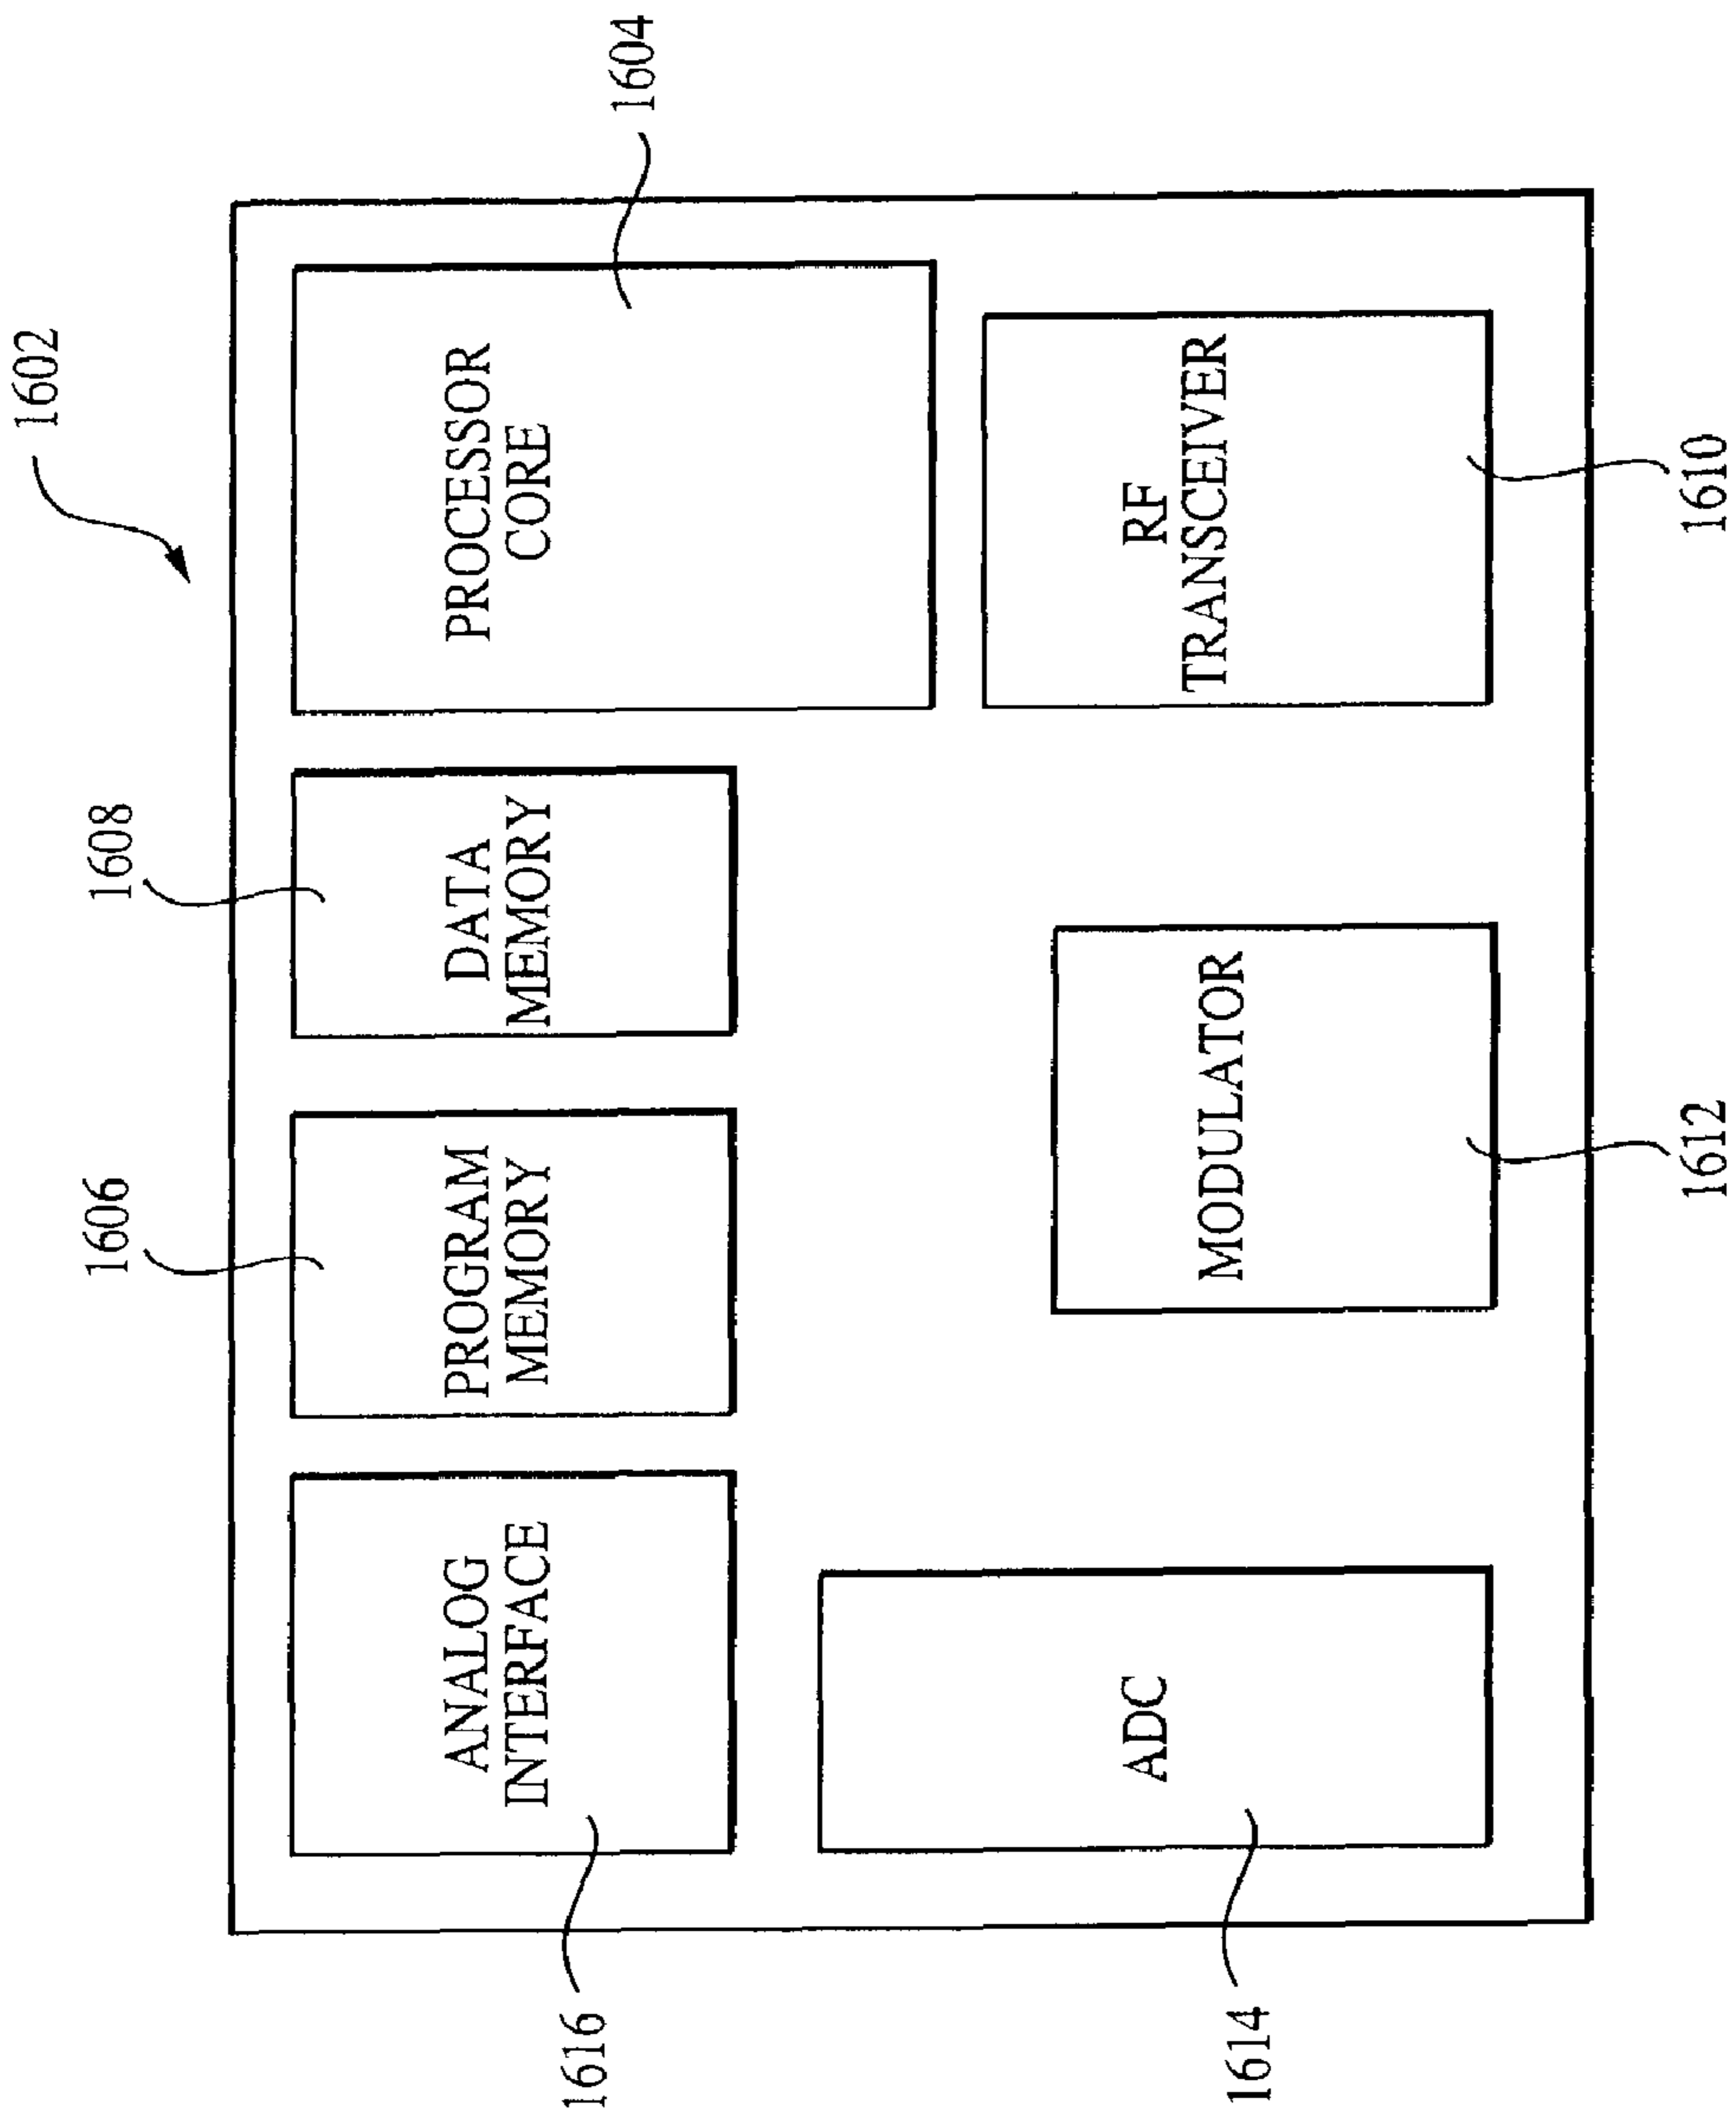 1602
1606
1608
1616
ANALOG
INTERFACE
PROGRAM
MEMORY
DATA
MEMORY
PROCESSOR
CORE
1604
1614
ADC
MODULATOR
RF
TRANSCEIVER
1612
1610